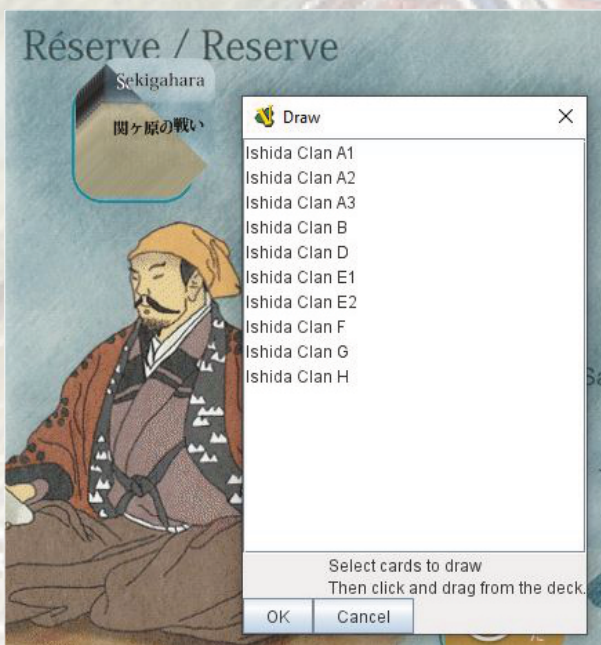 Réserve / Reserve
Sekigahara
関ヶ原の戦い
Draw
Ishida Clan A1
Ishida Clan A2
Ishida Clan A3
Ishida Clan B
Ishida Clan D
Ishida Clan E1
Ishida Clan E2
Ishida Clan F
Ishida Clan G
Ishida Clan H
Select cards to draw
Then click and drag from the deck.
OK
Cancel